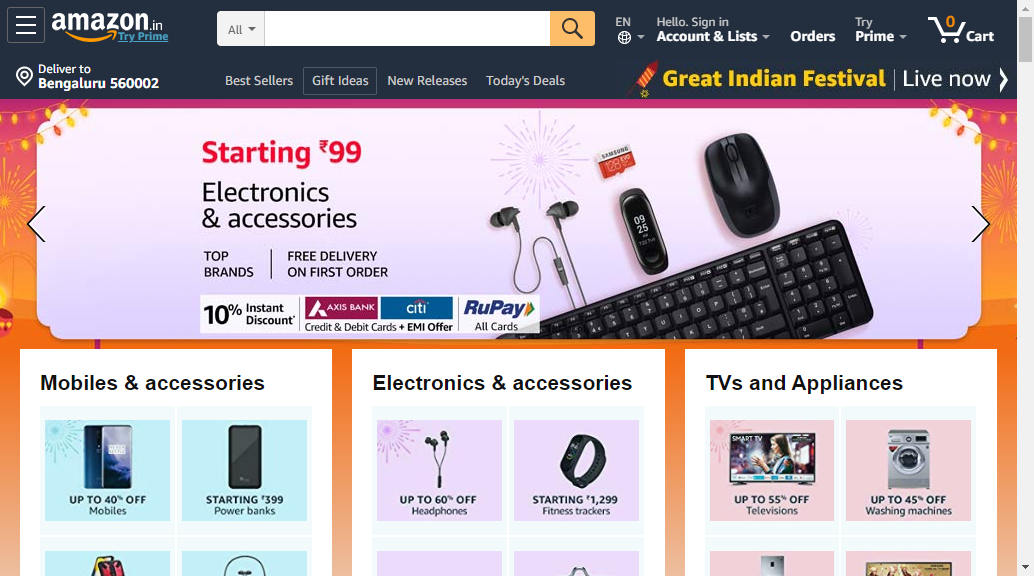 amazon.in
Try Prime
All
EN
Hello. Sign in
Account & Lists
Orders
Try
Prime
0
Cart
Deliver to
Bengaluru 560002
Best Sellers
Gift Ideas
New Releases
Today's Deals
Great Indian Festival
Live now
Starting ₹99
Electronics
& accessories
TOP
BRANDS
FREE DELIVERY
ON FIRST ORDER
10% Instant
Discount*
AXIS BANK
citi
Credit & Debit Cards + EMI Offer
RuPay
All Cards
SAMSUNG
128 EVO
09
25
Mobiles & accessories
Electronics & accessories
TVs and Appliances
UP TO 40% OFF
Mobiles
STARTING ₹399
Power banks
UP TO 60% OFF
Headphones
STARTING ₹1,299
Fitness trackers
SMART TV
UP TO 55% OFF
Televisions
UP TO 45% OFF
Washing machines